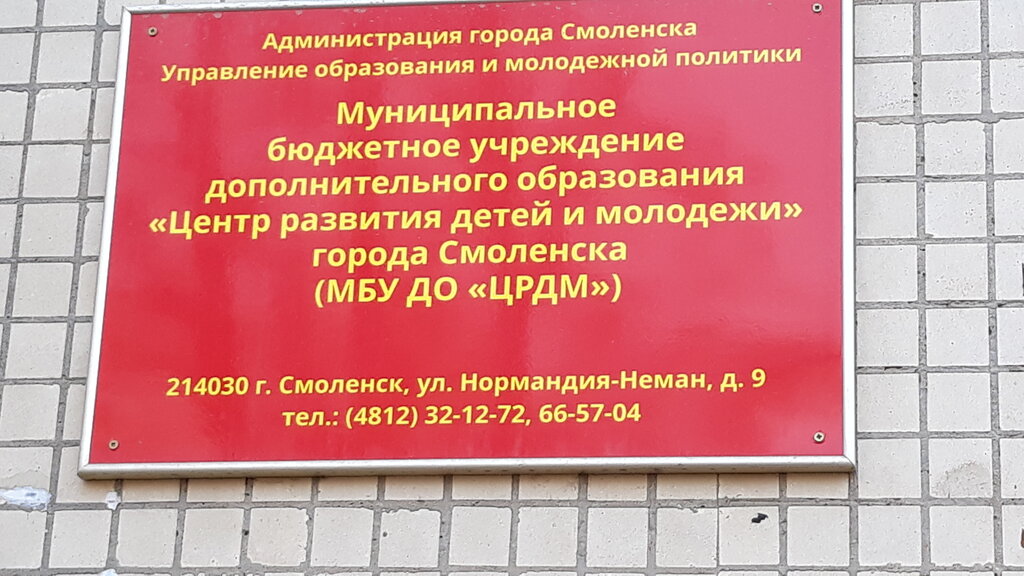 Администрация города Смоленска
Управление образования и молодежной политики
Муниципальное
бюджетное учреждение
дополнительного образования
«Центр развития детей и молодежи»
города Смоленска
(МБУ ДО «ЦРДМ»)
214030 г. Смоленск, ул. Нормандия-Неман, д. 9
тел.: (4812) 32-12-72, 66-57-04